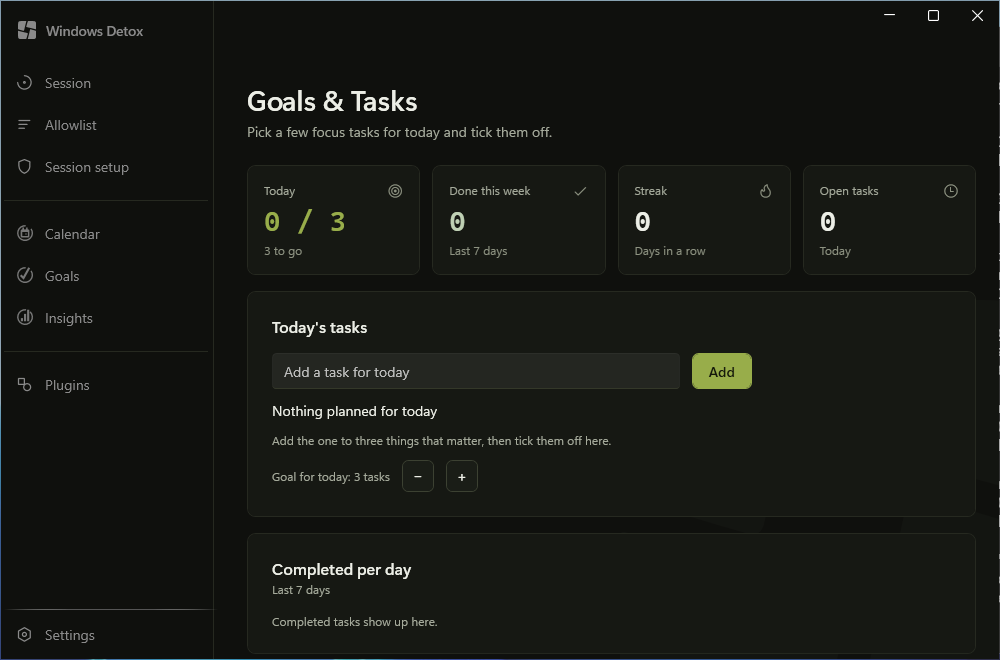 Windows Detox
Session
Allowlist
Session setup
Calendar
Goals
Insights
Plugins
Settings
Goals & Tasks
Pick a few focus tasks for today and tick them off.
Today
0 / 3
3 to go
Done this week
0
Last 7 days
Streak
0
Days in a row
Open tasks
0
Today
Today's tasks
Add a task for today
Add
Nothing planned for today
Add the one to three things that matter, then tick them off here.
Goal for today: 3 tasks − +
Completed per day
Last 7 days
Completed tasks show up here.